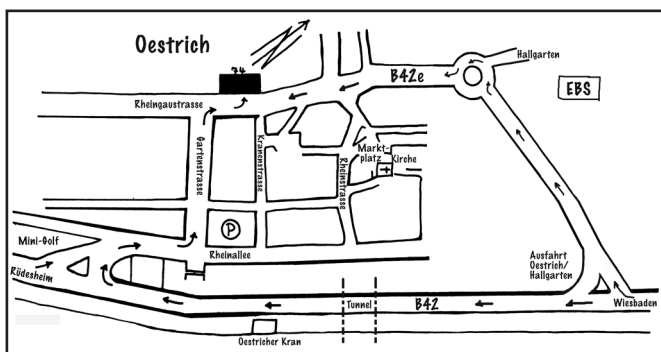 Oestrich
74
B42e
Hallgarten
EBS
Rheingaustrasse
Gartenstrasse
Kranenstrasse
Rheinstrasse
Markt-
platz
Kirche
P
Mini-Golf
Rheinallee
Rüdesheim
Ausfahrt
Oestrich/
Hallgarten
Tunnel
B42
Wiesbaden
Oestricher Kran